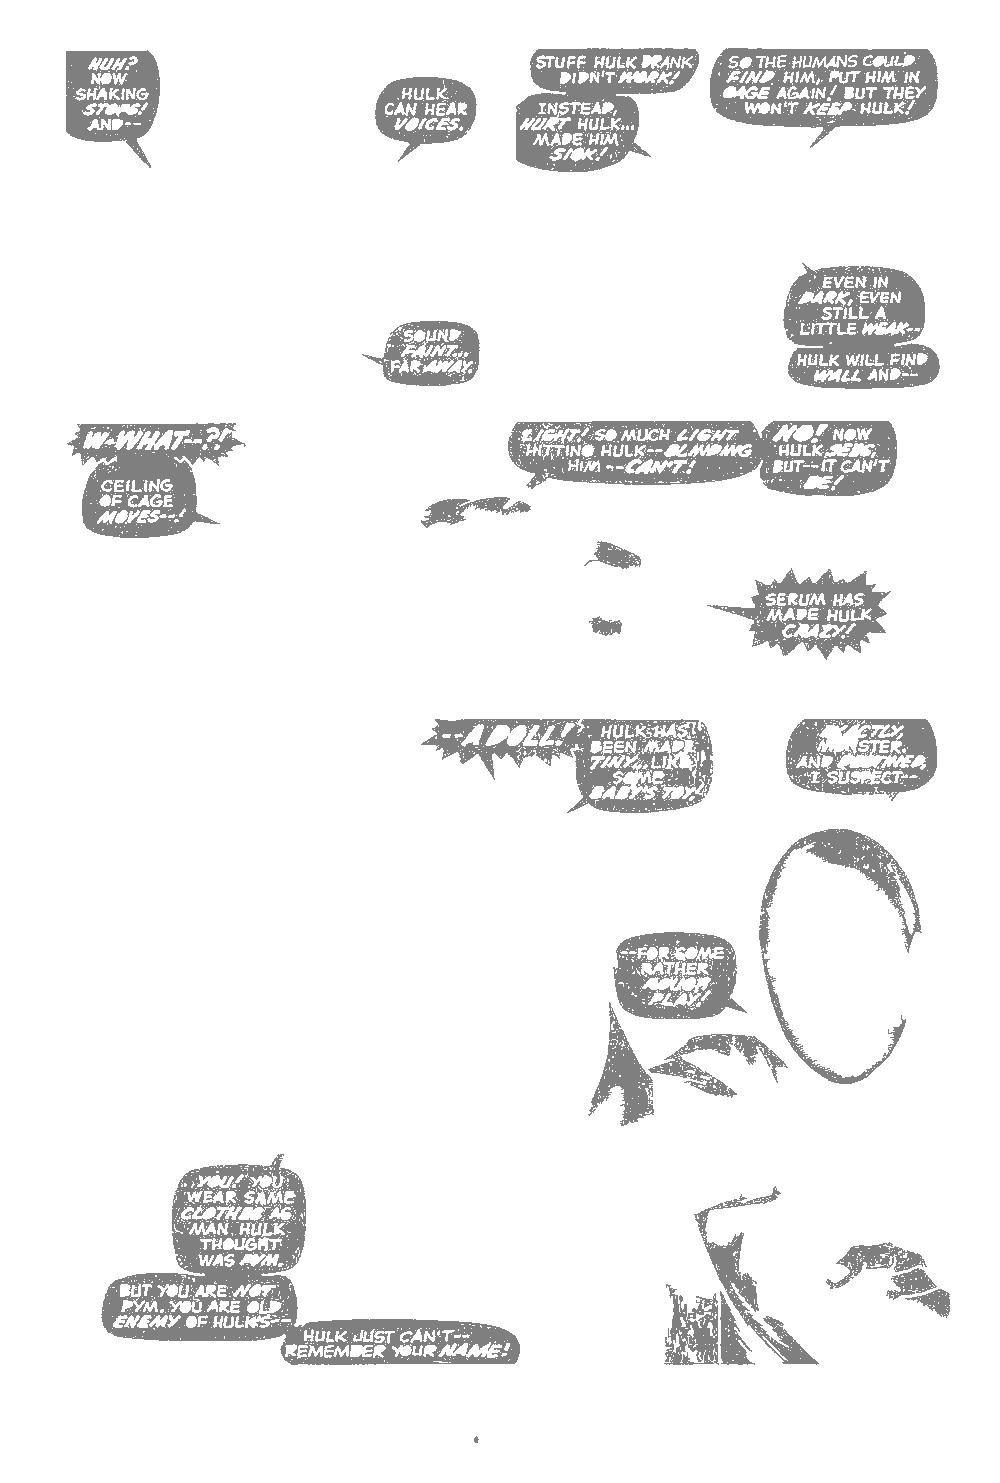 HUH?
NOW
SHAKING
STOPS!
AND--
HULK
CAN HEAR
VOICES.
STUFF HULK DRANK
DIDN'T WORK!
INSTEAD,
HURT HULK...
MADE HIM
SICK!
SO THE HUMANS COULD
FIND HIM, PUT HIM IN
CAGE AGAIN! BUT THEY
WON'T KEEP HULK!
SOUND
FAINT...
FAR AWAY.
EVEN IN
DARK, EVEN
STILL A
LITTLE WEAK--
HULK WILL FIND
WALL AND--
W-WHAT--?!
CEILING
OF CAGE
MOVES--!
LIGHT! SO MUCH LIGHT
HITTING HULK--BLINDING
HIM--CAN'T!
NO! NOW
HULK SEES,
BUT--IT CAN'T
BE!
SERUM HAS
MADE HULK
CRAZY!
--A DOLL!
HULK HAS
BEEN MADE
TINY...LIKE
SOME
BABY'S TOY!
EXACTLY,
MONSTER.
AND PRIMED,
I SUSPECT--
--FOR SOME
RATHER
ROUGH
PLAY!
YOU! YOU
WEAR SAME
CLOTHES AS
MAN HULK
THOUGHT
WAS PYM.
BUT YOU ARE NOT
PYM. YOU ARE OLD
ENEMY OF HULK'S--
HULK JUST CAN'T--
REMEMBER YOUR NAME!